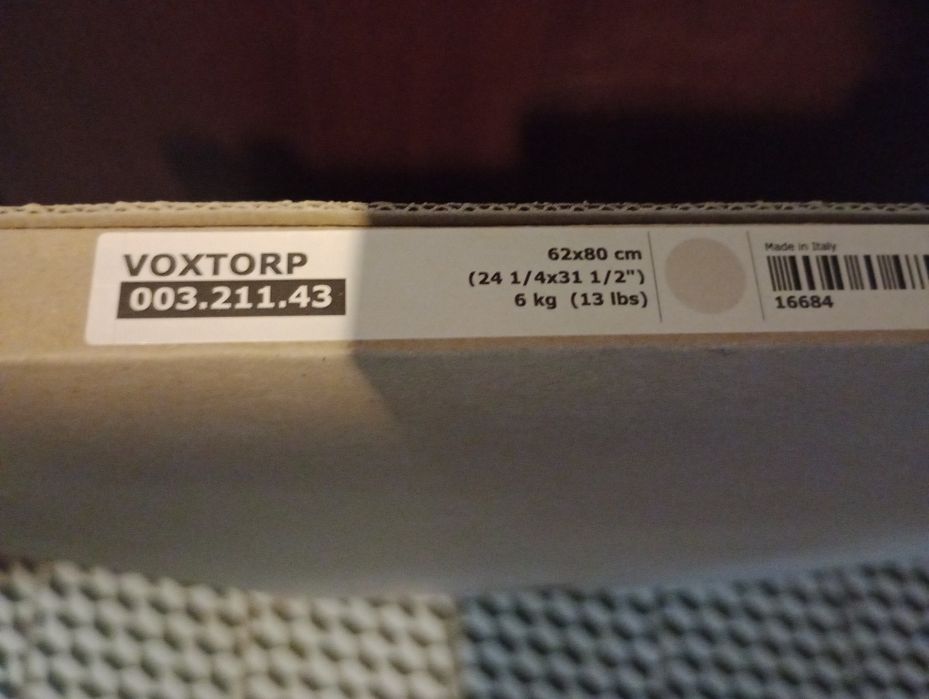 VOXTORP
003.211.43
62x80 cm
(24 1/4x31 1/2")
6 kg (13 lbs)
Made in Italy
16684